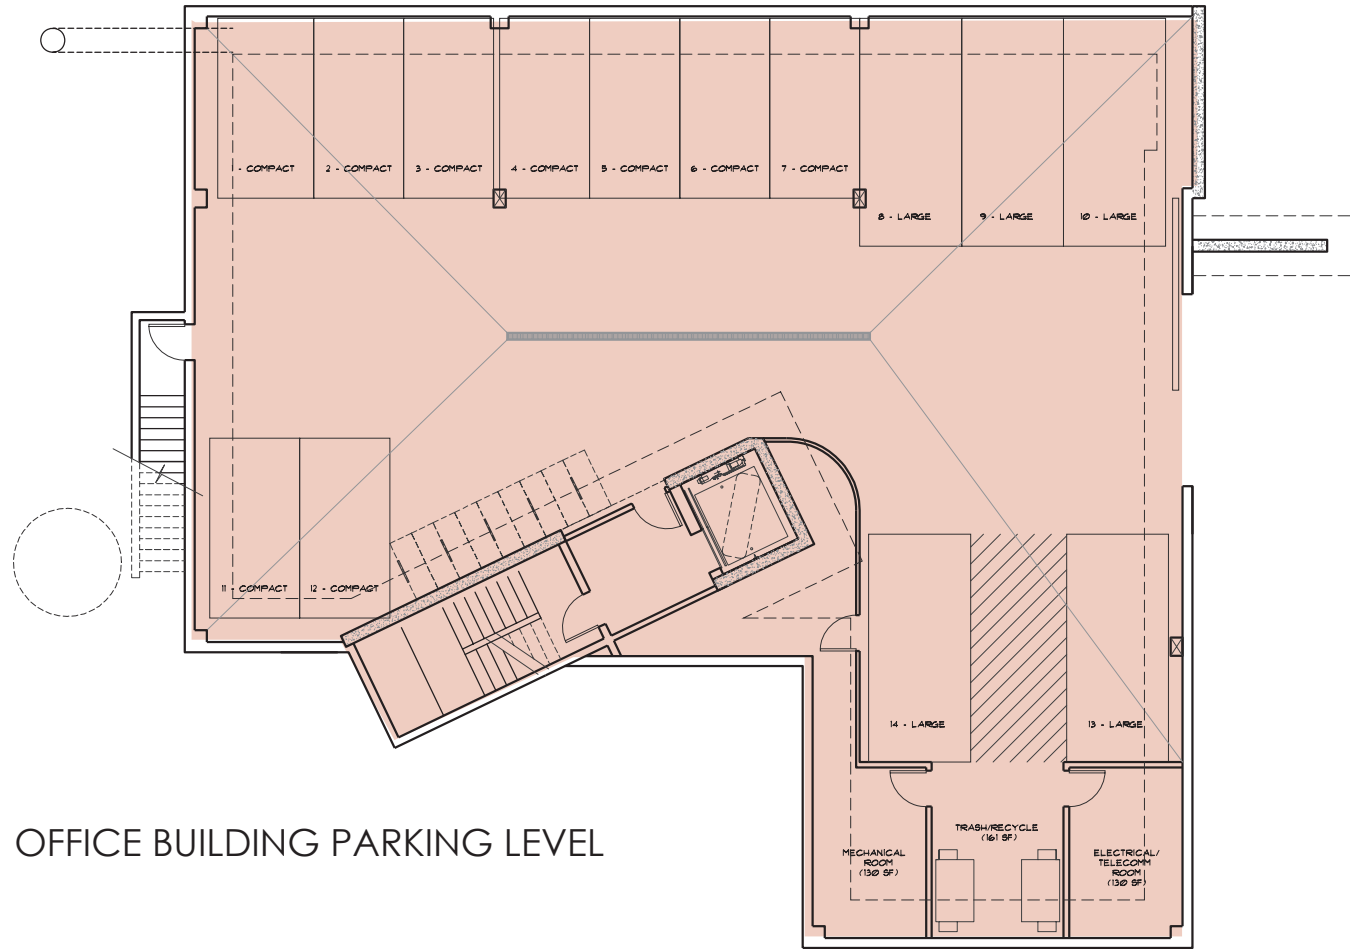 - COMPACT
2 - COMPACT
3 - COMPACT
4 - COMPACT
5 - COMPACT
6 - COMPACT
7 - COMPACT
8 - LARGE
9 - LARGE
10 - LARGE
11 - COMPACT
12 - COMPACT
14 - LARGE
13 - LARGE
TRASH/RECYCLE
(161 SF)
MECHANICAL
ROOM
(130 SF)
ELECTRICAL/
TELECOMM
ROOM
(130 SF)
OFFICE BUILDING PARKING LEVEL